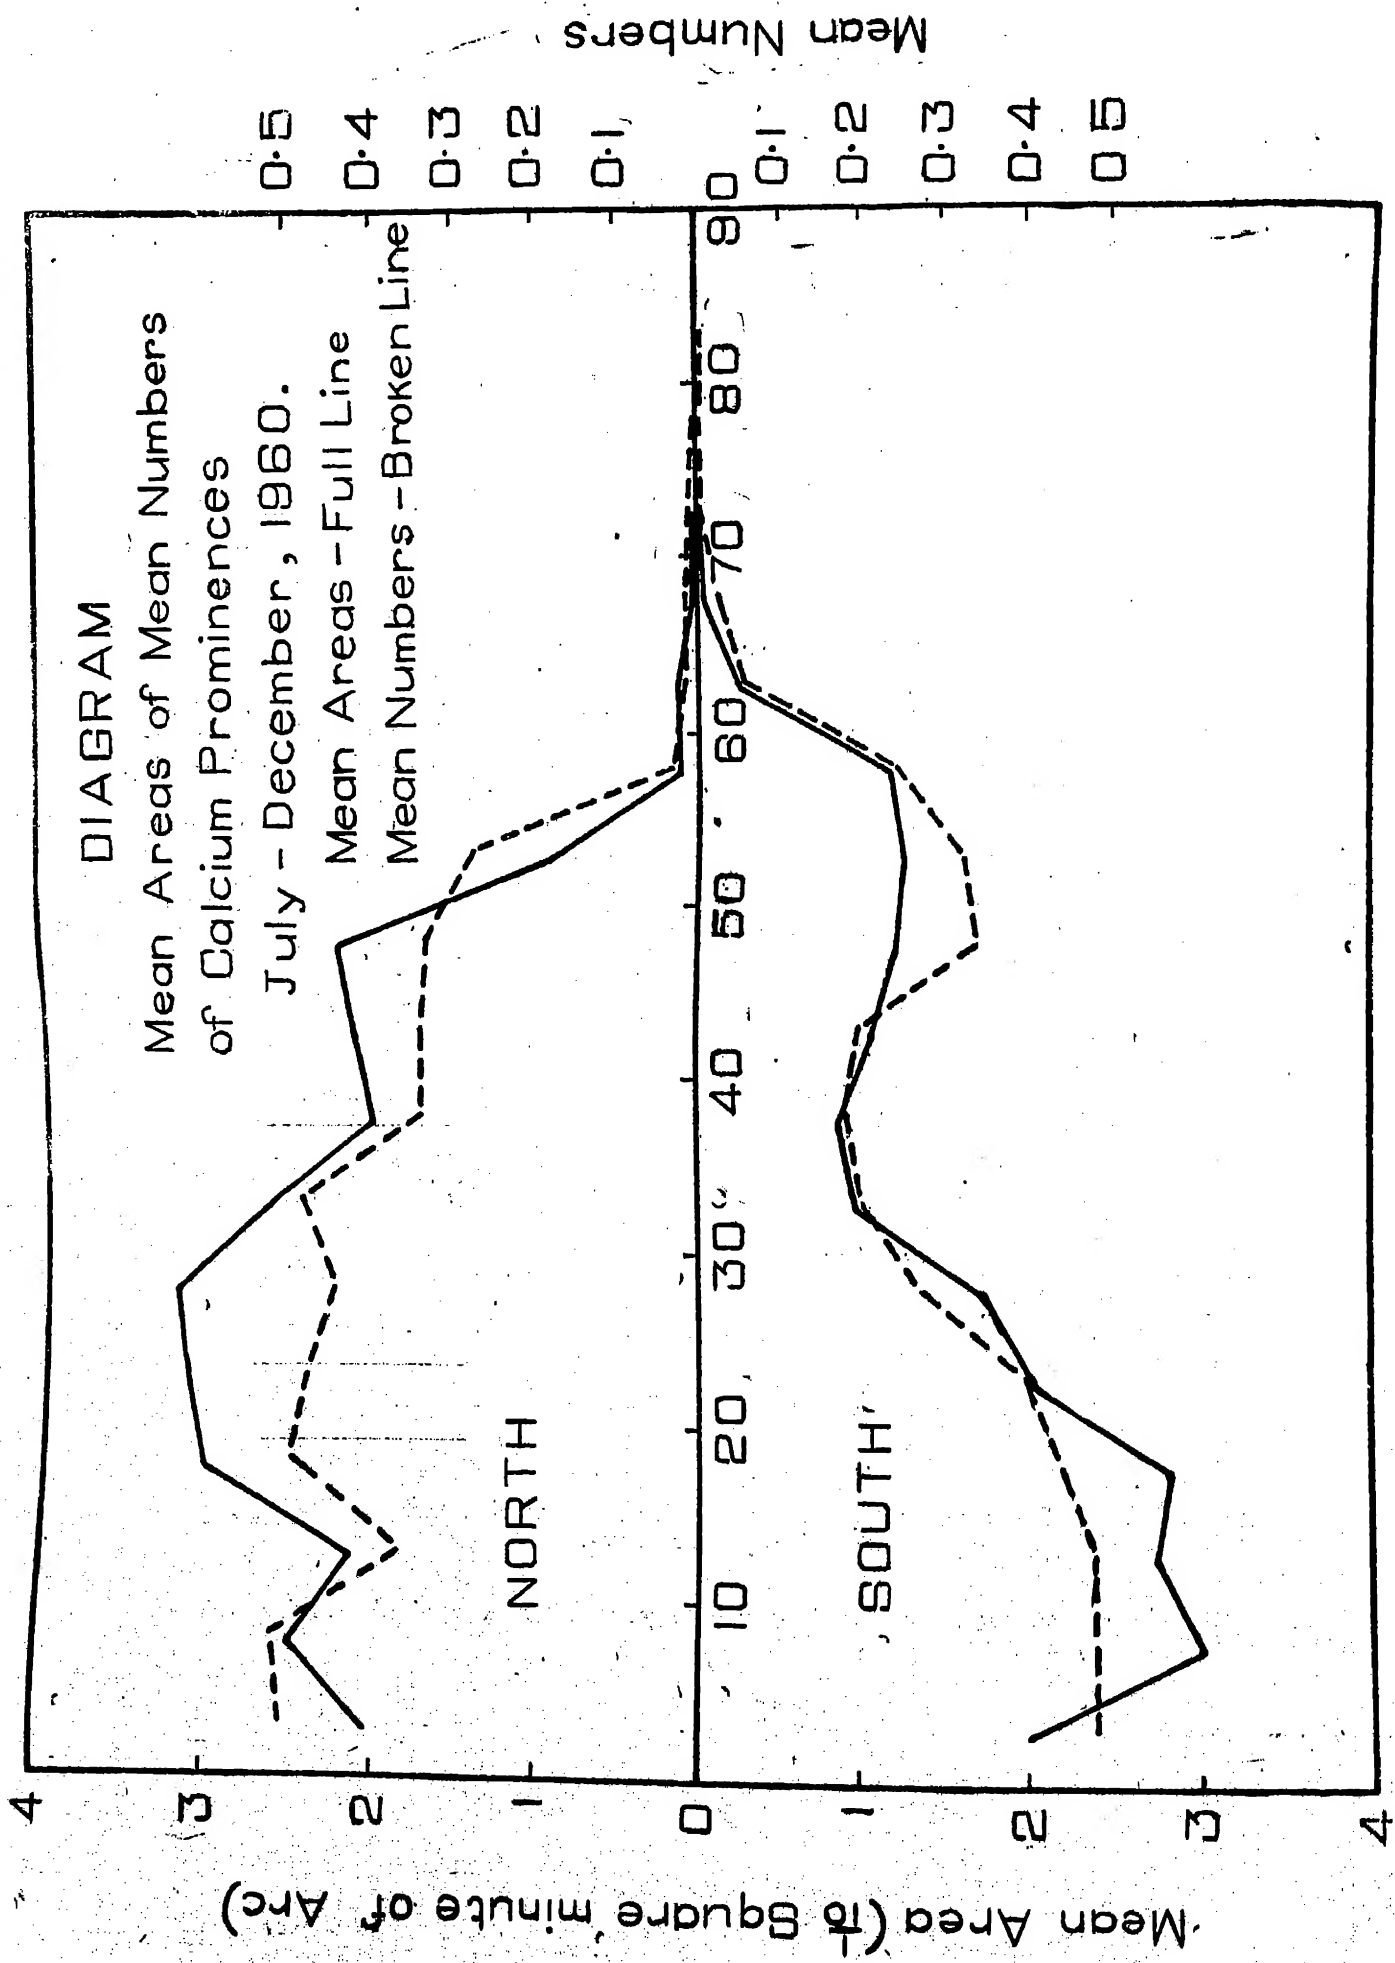 DIAGRAM
Mean Areas of Mean Numbers
of Calcium Prominences
July - December, 1960.
Mean Areas - Full Line
Mean Numbers - Broken Line
NORTH
SOUTH
4
3
2
1
0
1
2
3
4
Mean Area (1/10 Square minute of Arc)
10
20
30
40
50
60
70
80
90
0.5
0.4
0.3
0.2
0.1
0.1
0.2
0.3
0.4
0.5
Mean Numbers